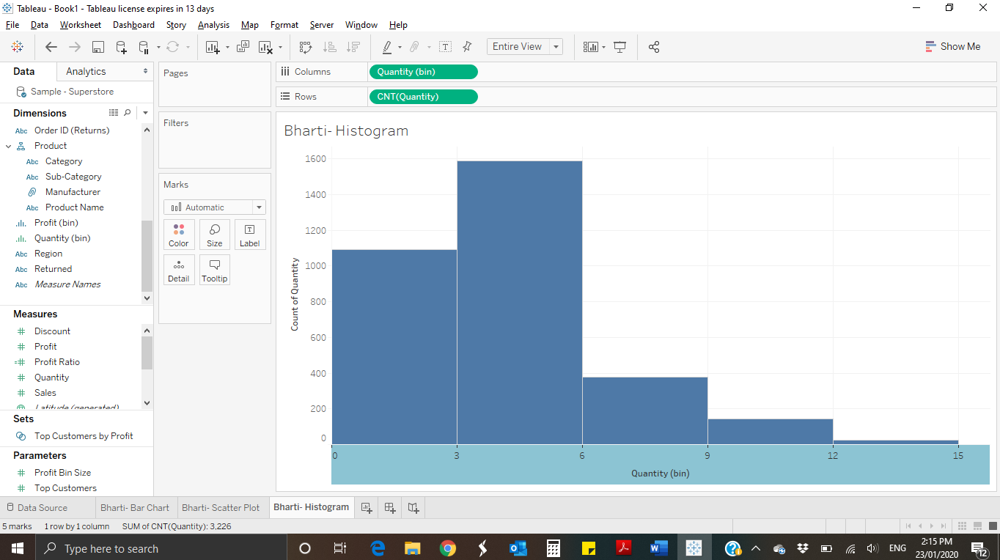 Tableau - Book1 - Tableau license expires in 13 days
File Data Worksheet Dashboard Story Analysis Map Format Server Window Help
Entire View
Show Me
Data Analytics
Sample - Superstore
Dimensions
Abc Order ID (Returns)
Product
Abc Category
Abc Sub-Category
Manufacturer
Abc Product Name
Profit (bin)
Quantity (bin)
Abc Region
Abc Returned
Abc Measure Names
Measures
# Discount
# Profit
=# Profit Ratio
# Quantity
# Sales
Latitude (generated)
Sets
Top Customers by Profit
Parameters
# Profit Bin Size
# Top Customers
Pages
Filters
Marks
Automatic
Color Size T Label
Detail Tooltip
Columns Quantity (bin)
Rows CNT(Quantity)
Bharti- Histogram
1600
1400
1200
1000
800
600
400
200
0
Count of Quantity
0 3 6 9 12 15
Quantity (bin)
Data Source Bharti- Bar Chart Bharti- Scatter Plot Bharti- Histogram
5 marks 1 row by 1 column SUM of CNT(Quantity): 3,226
Type here to search
ENG
2:15 PM
23/01/2020
12